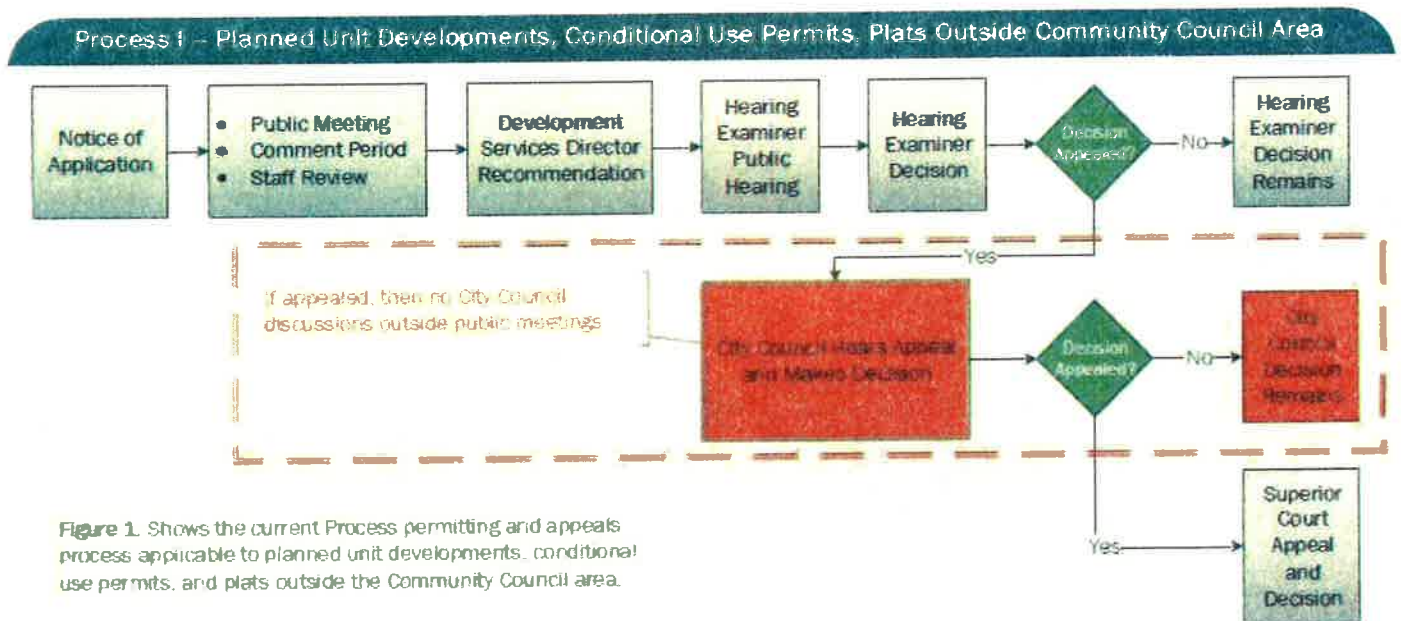 Process I – Planned Unit Developments, Conditional Use Permits, Plats Outside Community Council Area
Notice of
Application
• Public Meeting
• Comment Period
• Staff Review
Development
Services Director
Recommendation
Hearing
Examiner
Public
Hearing
Hearing
Examiner
Decision
Decision
Appealed?
No
Hearing
Examiner
Decision
Remains
Yes
If appealed, then no City Council
discussions outside public meetings
City Council Hears Appeal
and Makes Decision
Decision
Appealed?
No
City
Council
Decision
Remains
Yes
Superior
Court
Appeal
and
Decision
Figure 1. Shows the current Process permitting and appeals
process applicable to planned unit developments, conditional
use permits, and plats outside the Community Council area.